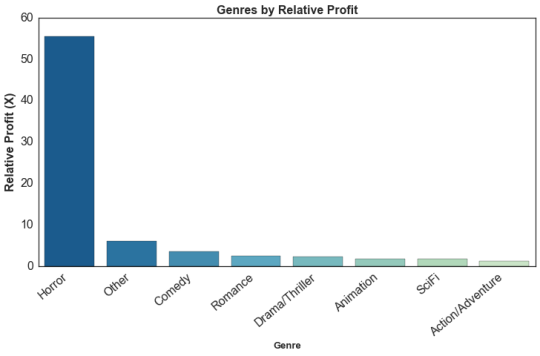 Genres by Relative Profit
Relative Profit (X)
60
50
40
30
20
10
0
Horror
Other
Comedy
Romance
Drama/Thriller
Animation
SciFi
Action/Adventure
Genre